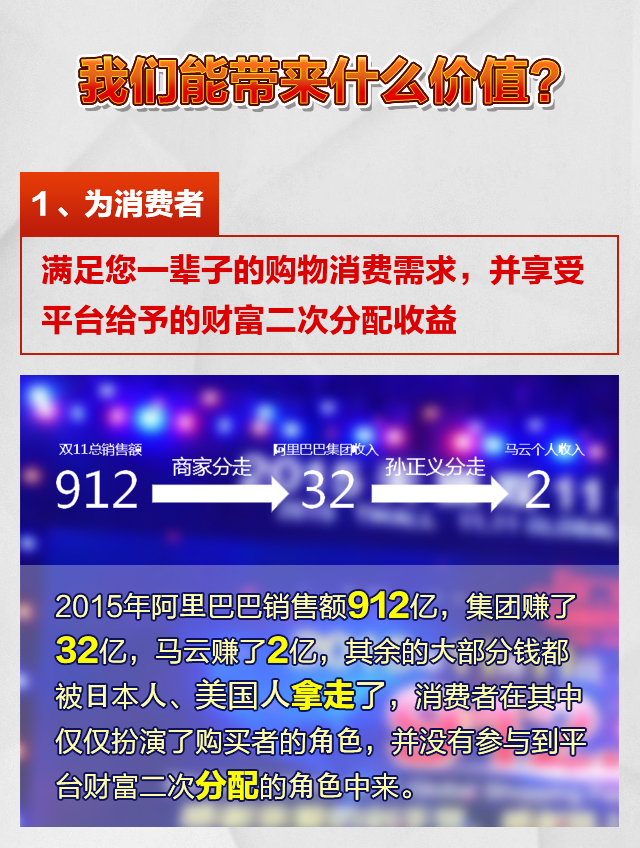 我们能带来什么价值?
1、为消费者
满足您一辈子的购物消费需求，并享受
平台给予的财富二次分配收益
双11总销售额
912
商家分走
阿里巴巴集团收入
32
孙正义分走
马云个人收入
2
2015年阿里巴巴销售额912亿，集团赚了
32亿，马云赚了2亿，其余的大部分钱都
被日本人、美国人拿走了，消费者在其中
仅仅扮演了购买者的角色，并没有参与到平
台财富二次分配的角色中来。